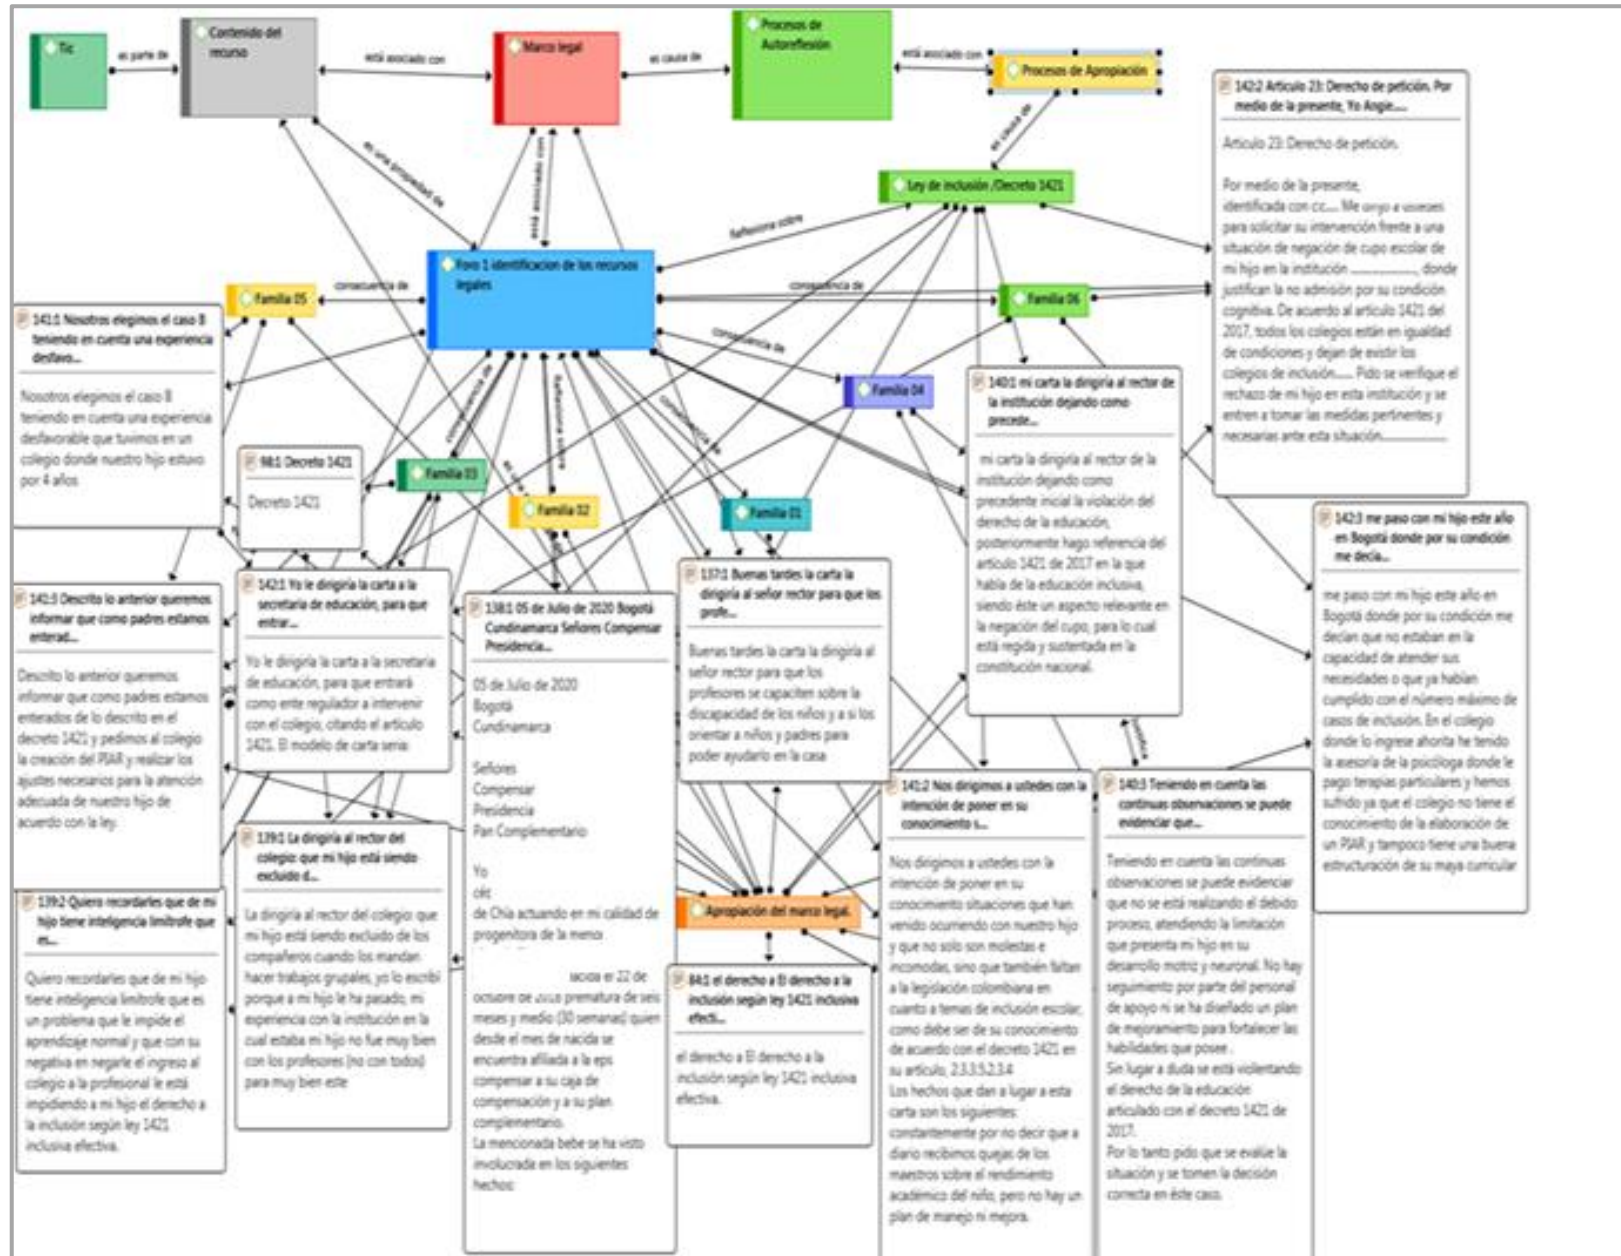 Tic
es parte de
Contenido del
recurso
está asociado con
Marco legal
es causa de
Procesos de
Autoreflexión
está asociado con
Procesos de Apropiación
es causa de
Ley de inclusión /Decreto 1421
es una propiedad de
está asociado con
Reflexiona sobre
Foro 1 identificacion de los recursos
legales
consecuencia de
Familia 05
consecuencia de
Familia 06
consecuencia de
Familia 04
consecuencia de
Familia 03
Reflexiona sobre
Familia 02
consecuencia de
Familia 01
142:2 Articulo 23: Derecho de petición. Por
medio de la presente, Yo Angie.....
Articulo 23: Derecho de petición.
Por medio de la presente,
identificada con cc.... Me
para solicitar su intervención frente a una
situación de negación de cupo escolar de
mi hijo en la institución ..................., donde
justifican la no admisión por su condición
cognitiva. De acuerdo al artículo 1421 del
2017, todos los colegios están en igualdad
de condiciones y dejan de existir los
colegios de inclusión..... Pido se verifique el
rechazo de mi hijo en esta institución y se
entren a tomar las medidas pertinentes y
necesarias ante esta situación......................
141:1 Nosotros elegimos el caso B
teniendo en cuenta una experiencia
desfavo...
Nosotros elegimos el caso B
teniendo en cuenta una experiencia
desfavorable que tuvimos en un
colegio donde nuestro hijo estuvo
por 4 años
98:1 Decreto 1421
Decreto 1421
140:1 mi carta la dirigiría al rector de
la institución dejando como
precede...
mi carta la dirigiría al rector de la
institución dejando como
precedente inicial la violación del
derecho de la educación,
posteriormente hago referencia del
artículo 1421 de 2017 en la que
habla de la educación inclusiva,
siendo éste un aspecto relevante en
la negación del cupo, para lo cual
está regida y sustentada en la
constitución nacional.
142:3 me paso con mi hijo este año
en Bogotá donde por su condición
me decía...
me paso con mi hijo este año en
Bogotá donde por su condición me
decían que no estaban en la
capacidad de atender sus
necesidades o que ya habían
cumplido con el número máximo de
casos de inclusión. En el colegio
donde lo ingrese ahorita he tenido
la asesoría de la psicóloga donde le
pago terapias particulares y hemos
sufrido ya que el colegio no tiene el
conocimiento de la elaboración de
un PIAR y tampoco tiene una buena
estructuración de su maya curricular
141:3 Descrito lo anterior queremos
informar que como padres estamos
enterad...
Descrito lo anterior queremos
informar que como padres estamos
enterados de lo descrito en el
decreto 1421 y pedimos al colegio
la creación del PIAR y realizar los
ajustes necesarios para la atención
adecuada de nuestro hijo de
acuerdo con la ley.
142:1 Yo le dirigiría la carta a la
secretaria de educación, para que
entrar...
Yo le dirigiría la carta a la secretaria
de educación, para que entrará
como ente regulador a intervenir
con el colegio, citando el artículo
1421. El modelo de carta seria:
138:1 05 de Julio de 2020 Bogotá
Cundinamarca Señores Compensar
Presidencia...
05 de Julio de 2020
Bogotá
Cundinamarca
Señores
Compensar
Presidencia
Pan Complementario
Yo
de Chía actuando en mi calidad de
progenitora de la menor
22 de
octubre de prematura de seis
meses y medio (30 semanas) quien
desde el mes de nacida se
encuentra afiliada a la eps
compensar a su caja de
compensación y a su plan
complementario.
La mencionada bebe se ha visto
involucrada en los siguientes
hechos:
137:1 Buenas tardes la carta la
dirigiría al señor rector para que los
profe...
Buenas tardes la carta la dirigiría al
señor rector para que los
profesores se capaciten sobre la
discapacidad de los niños y a si los
orientar a niños y padres para
poder ayudarlo en la casa
139:2 Quiero recordarles que de mi
hijo tiene inteligencia limítrofe que
es...
Quiero recordarles que de mi hijo
tiene inteligencia limítrofe que es
un problema que le impide el
aprendizaje normal y que con su
negativa en negarle el ingreso al
colegio a la profesional le está
impidiendo a mi hijo el derecho a
la inclusión según ley 1421
inclusiva efectiva.
139:1 La dirigiría al rector del
colegio: que mi hijo está siendo
excluido d...
La dirigiría al rector del colegio: que
mi hijo está siendo excluido de los
compañeros cuando los mandan
hacer trabajos grupales, yo lo escribí
porque a mi hijo le ha pasado, mi
experiencia con la institución en la
cual estaba mi hijo no fue muy bien
con los profesores (no con todos)
para muy bien este
Apropiación del marco legal.
84:1 el derecho a El derecho a la
inclusión según ley 1421 inclusiva
efecti...
el derecho a El derecho a la
inclusión según ley 1421 inclusiva
efectiva.
141:2 Nos dirigimos a ustedes con la
intención de poner en su
conocimiento s...
Nos dirigimos a ustedes con la
intención de poner en su
conocimiento situaciones que han
venido ocurriendo con nuestro hijo
y que no solo son molestas e
incomodas, sino que también faltan
a la legislación colombiana en
cuanto a temas de inclusión escolar,
como debe ser de su conocimiento
de acuerdo con el decreto 1421 en
su artículo, 2.3.3.5.2.3.4
Los hechos que dan a lugar a esta
carta son los siguientes:
constantemente por no decir que a
diario recibimos quejas de los
maestros sobre el rendimiento
académico del niño, pero no hay un
plan de manejo ni mejora.
140:3 Teniendo en cuenta las
continuas observaciones se puede
evidenciar que...
Teniendo en cuenta las continuas
observaciones se puede evidenciar
que no se está realizando el debido
proceso, atendiendo la limitación
que presenta mi hijo en su
desarrollo motriz y neuronal. No hay
seguimiento por parte del personal
de apoyo ni se ha diseñado un plan
de mejoramiento para fortalecer las
habilidades que posee .
Sin lugar a duda se está violentando
el derecho de la educación
articulado con el decreto 1421 de
2017.
Por lo tanto pido que se evalúe la
situación y se tomen la decisión
correcta en éste caso.